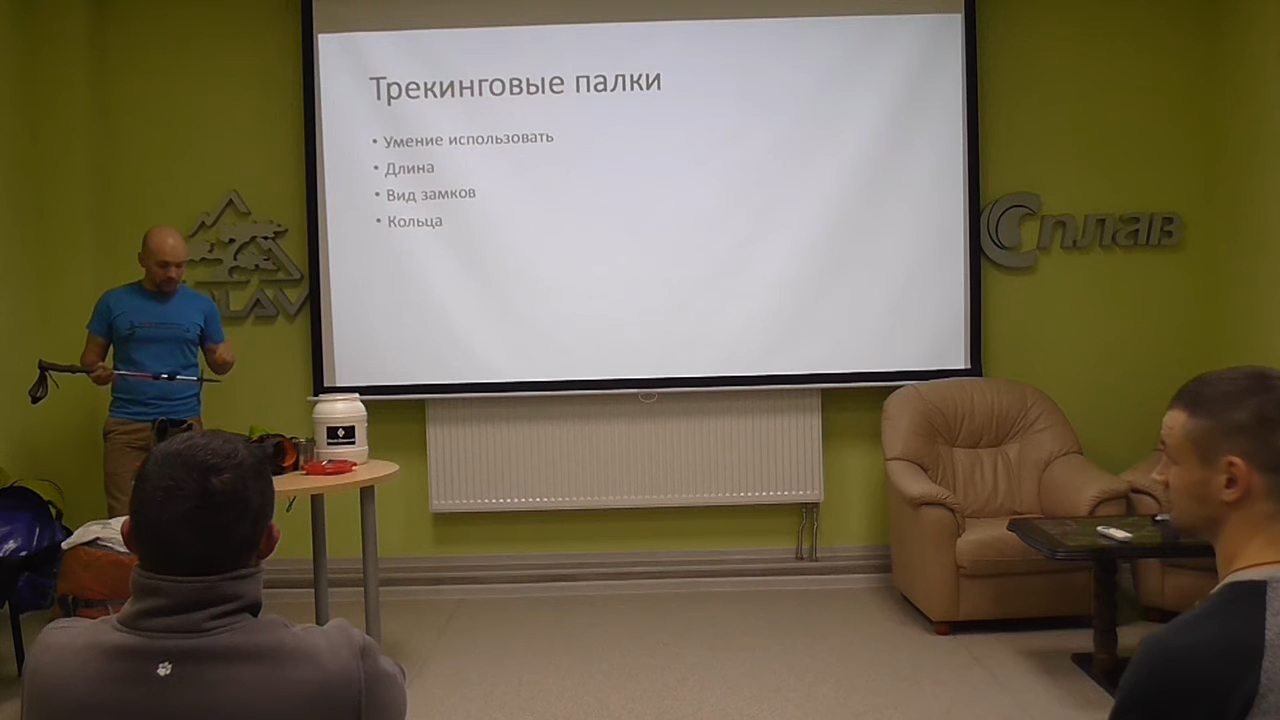 Трекинговые палки
• Умение использовать
• Длина
• Вид замков
• Кольца
Сплав